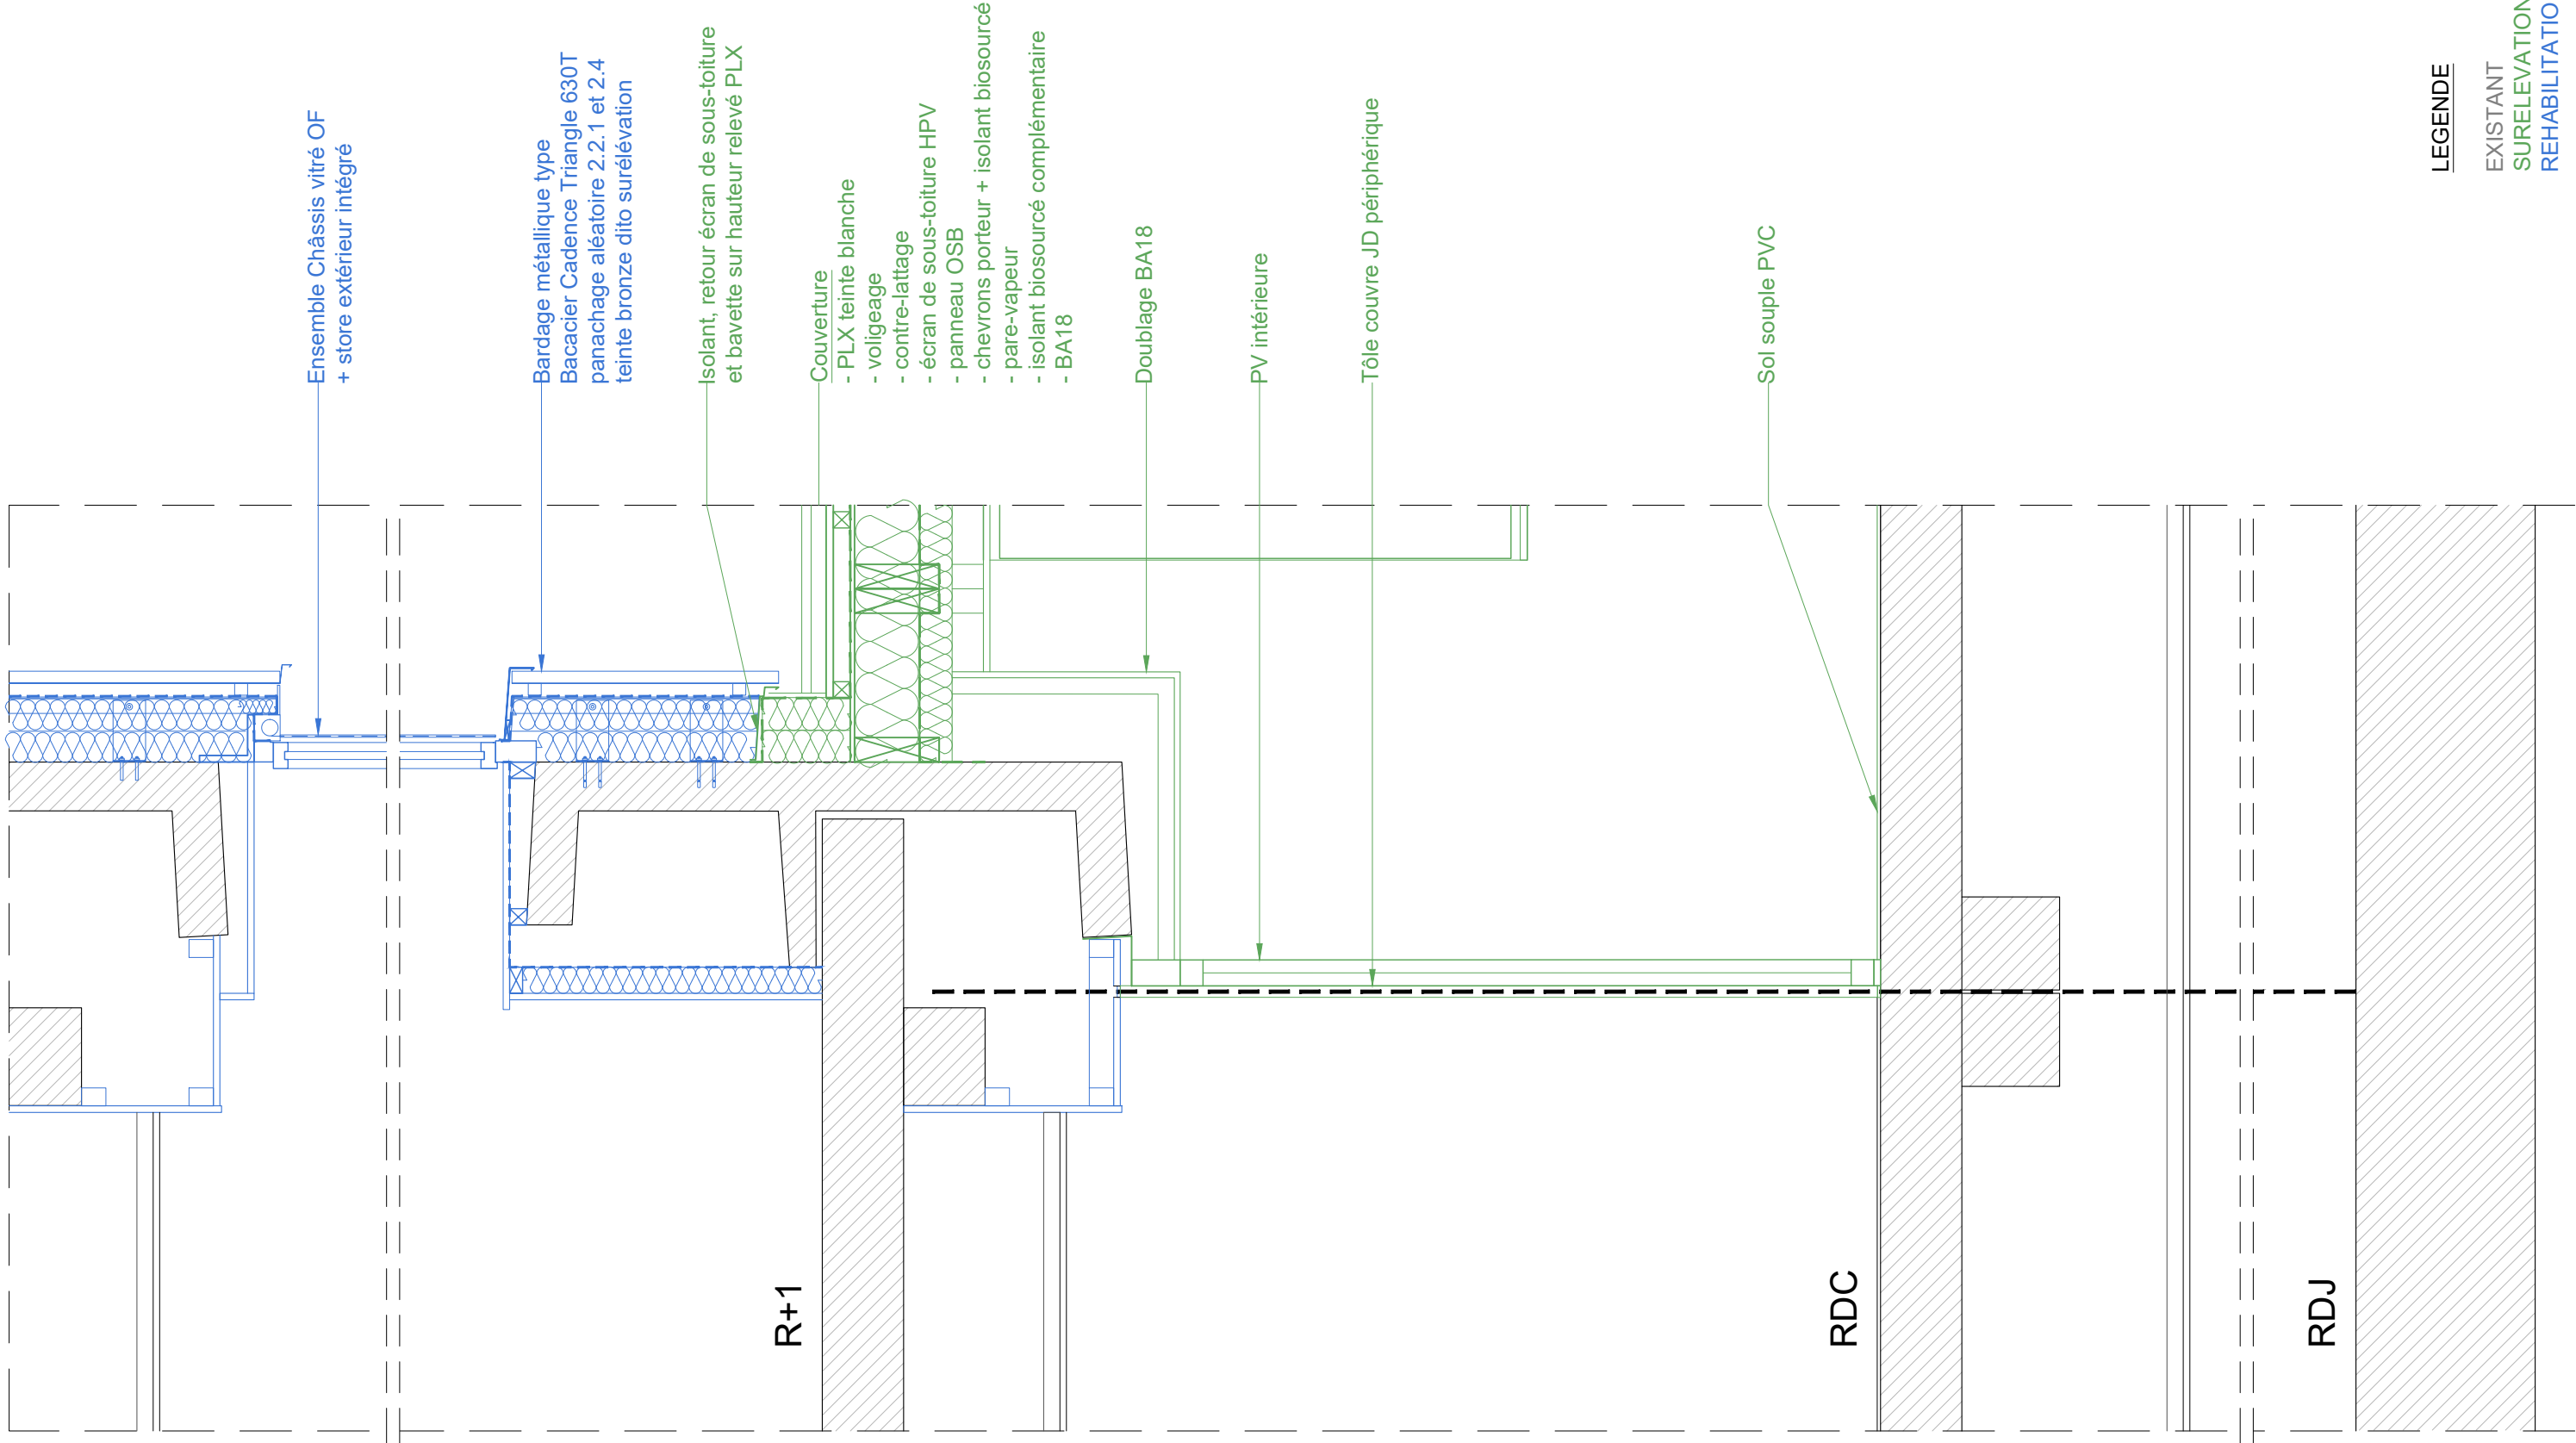 Ensemble Châssis vitré OF
+ store extérieur intégré
Bardage métallique type
Bacacier Cadence Triangle 630T
panachage aléatoire 2.2.1 et 2.4
teinte bronze dito surélévation
Isolant, retour écran de sous-toiture
et bavette sur hauteur relevé PLX
Couverture
- PLX teinte blanche
- voligeage
- contre-lattage
- écran de sous-toiture HPV
- panneau OSB
- chevrons porteur + isolant biosourcé
- pare-vapeur
- isolant biosourcé complémentaire
- BA18
Doublage BA18
PV intérieure
Tôle couvre JD périphérique
Sol souple PVC
R+1
RDC
RDJ
LEGENDE
EXISTANT
SURELEVATION
REHABILITATIO